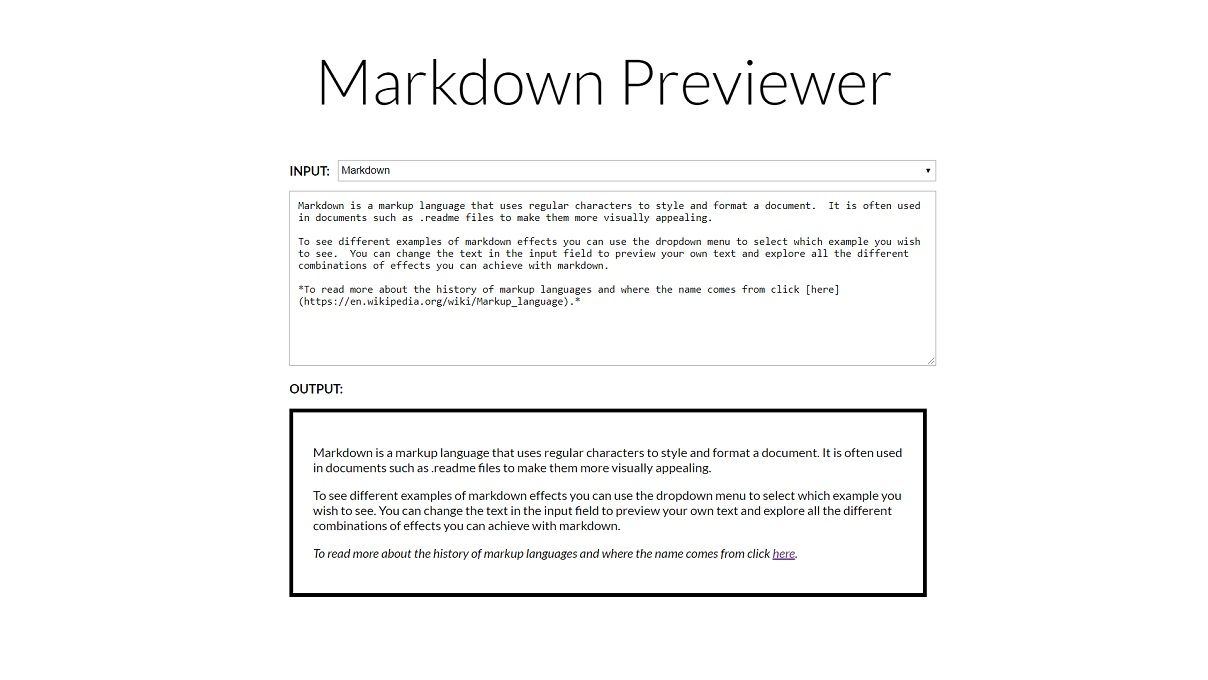 Markdown Previewer
INPUT: Markdown
Markdown is a markup language that uses regular characters to style and format a document.  It is often used
in documents such as .readme files to make them more visually appealing.
To see different examples of markdown effects you can use the dropdown menu to select which example you wish
to see.  You can change the text in the input field to preview your own text and explore all the different
combinations of effects you can achieve with markdown.
*To read more about the history of markup languages and where the name comes from click [here]
(https://en.wikipedia.org/wiki/Markup_language).*
OUTPUT:
Markdown is a markup language that uses regular characters to style and format a document. It is often used
in documents such as .readme files to make them more visually appealing.
To see different examples of markdown effects you can use the dropdown menu to select which example you
wish to see. You can change the text in the input field to preview your own text and explore all the different
combinations of effects you can achieve with markdown.
To read more about the history of markup languages and where the name comes from click here.